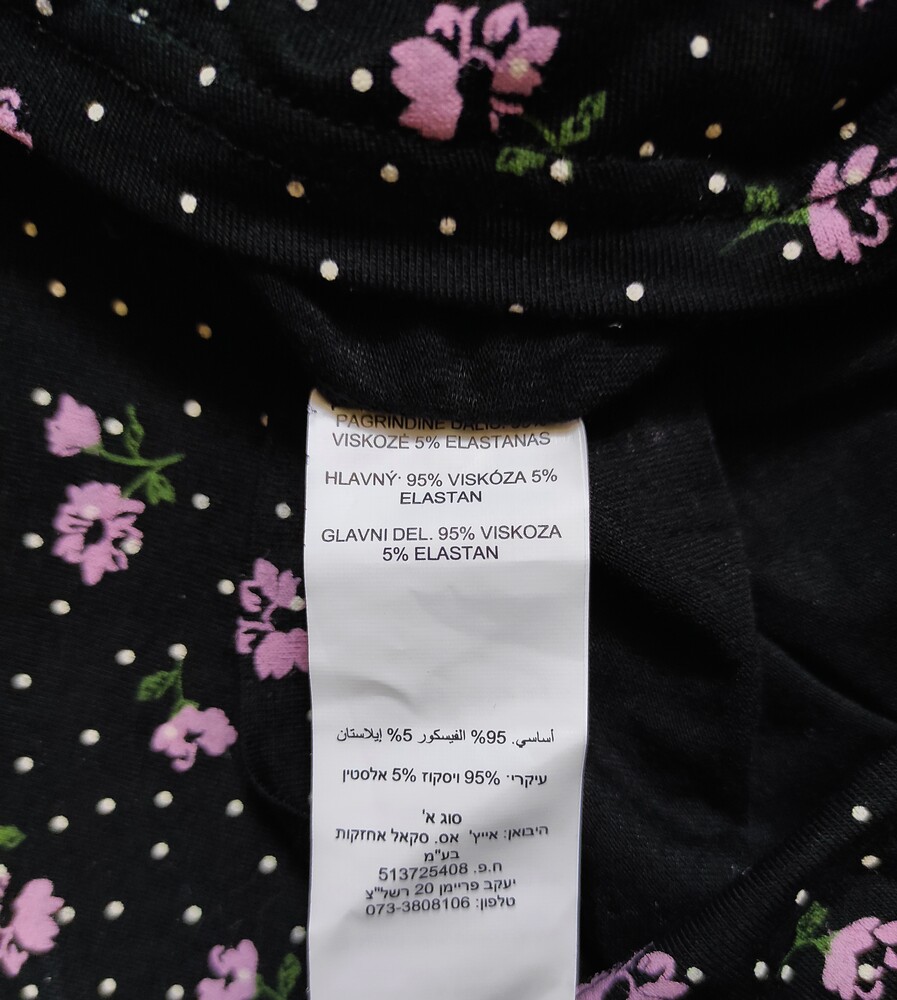 PAGRINDINĖ DALIS:
VISKOZĖ 5% ELASTANAS
HLAVNÝ· 95% VISKÓZA 5%
ELASTAN
GLAVNI DEL. 95% VISKOZA
5% ELASTAN
أساسي. 95% الفيسكور 5% إيلاستان
עיקרי· 95% ויסקוז 5% אלסטין
סוג א'
היבואן: אייץ' אס. סקאל אחזקות
בע"מ
ח.פ. 513725408
יעקב פריימן 20 רשל"צ
טלפון: 073-3808106